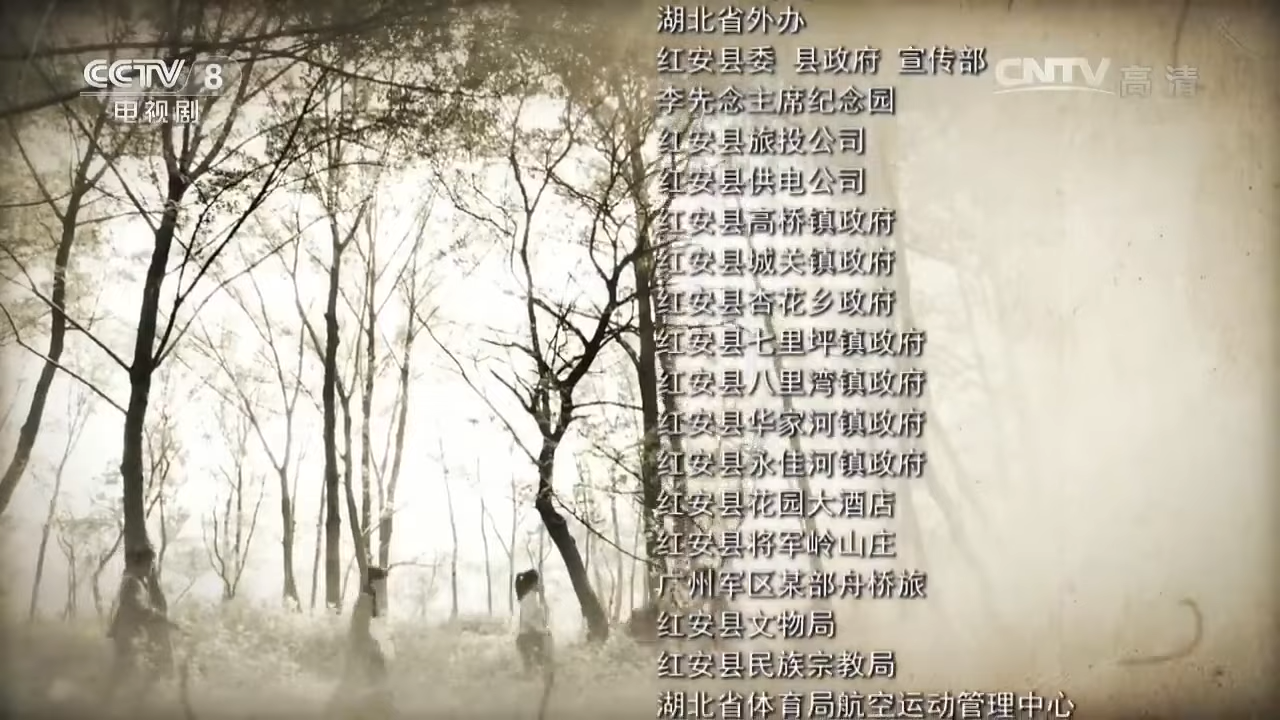 湖北省外办
红安县委 县政府 宣传部
CCTV 8
电视剧
CNTV 高清
李先念主席纪念园
红安县旅投公司
红安县供电公司
红安县高桥镇政府
红安县城关镇政府
红安县杏花乡政府
红安县七里坪镇政府
红安县八里湾镇政府
红安县华家河镇政府
红安县永佳河镇政府
红安县花园大酒店
红安县将军岭山庄
广州军区某部舟桥旅
红安县文物局
红安县民族宗教局
湖北省体育局航空运动管理中心